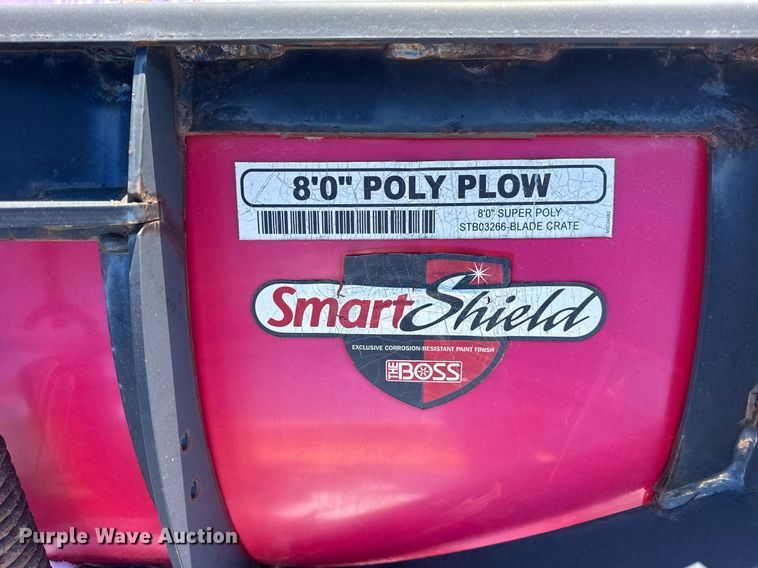 8'0" POLY PLOW
8'0" SUPER POLY
STB03266-BLADE CRATE
SmartShield
EXCLUSIVE CORROSION-RESISTANT PAINT FINISH
THE BOSS
Purple Wave Auction